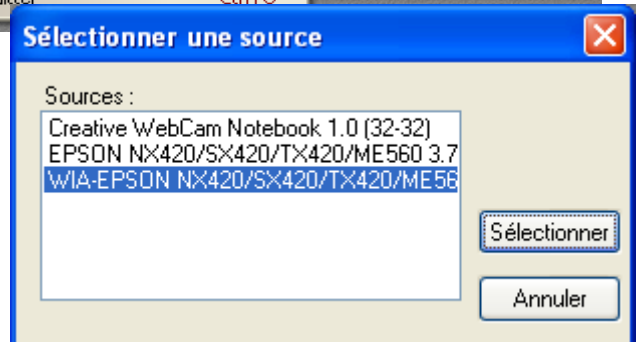 Sélectionner une source
Sources :
Creative WebCam Notebook 1.0 (32-32)
EPSON NX420/SX420/TX420/ME560 3.7
WIA-EPSON NX420/SX420/TX420/ME56
Sélectionner
Annuler